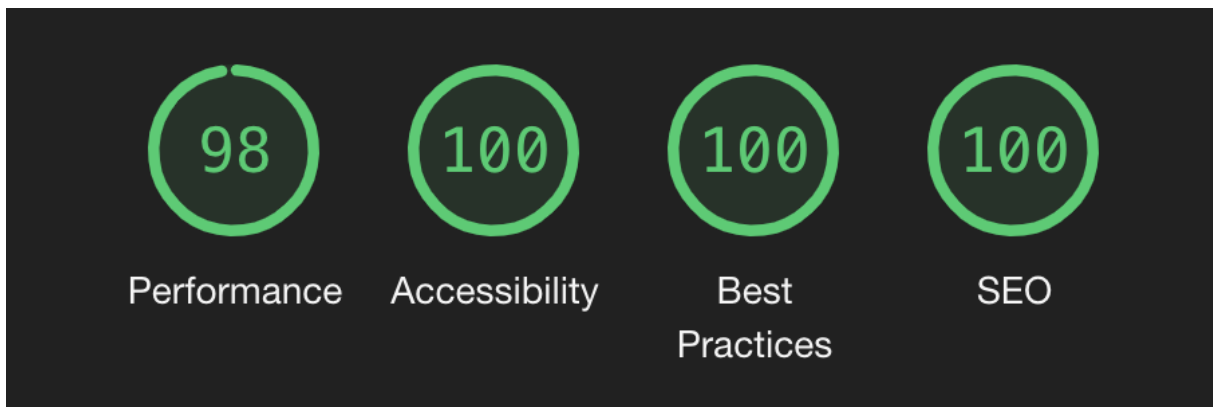 98
100
100
100
Performance
Accessibility
Best
Practices
SEO